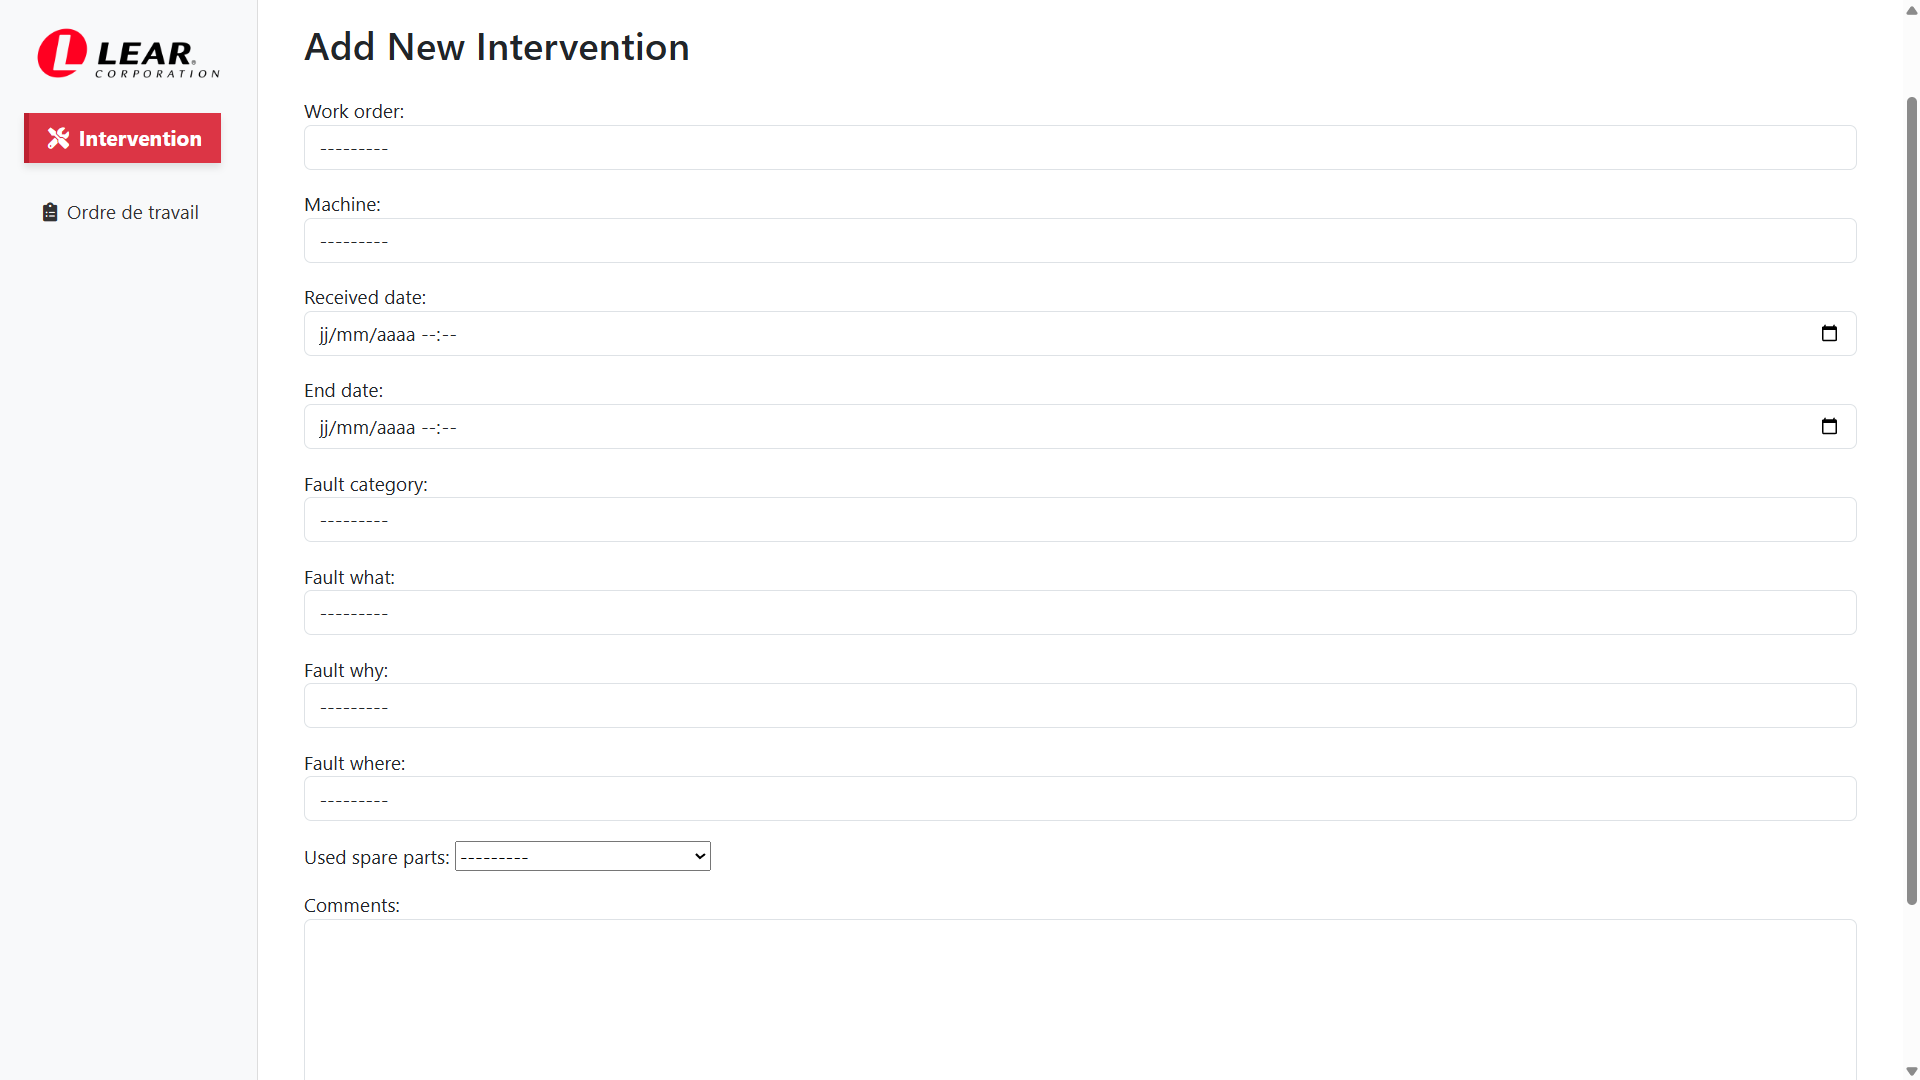 LEAR®
CORPORATION
Intervention
Ordre de travail
Add New Intervention
Work order:
---------
Machine:
---------
Received date:
jj/mm/aaaa --:--
End date:
jj/mm/aaaa --:--
Fault category:
---------
Fault what:
---------
Fault why:
---------
Fault where:
---------
Used spare parts: ---------
Comments: